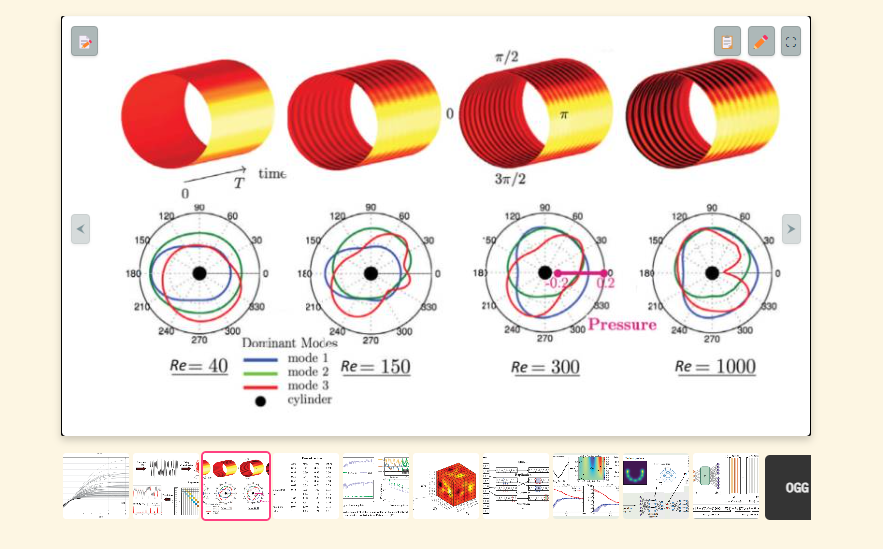 π/2
0
π
3π/2
time
T
0
90 90 90 90
120 60 120 60 120 60 120 60
150 30 150 30 150 30 150 30
180 0 180 0 180 0 180 0
-0.2 0.2
210 330 210 330 210 330 210 330
240 300 240 300 240 300 240 300
270 270 270 270
Pressure
Dominant Modes
mode 1
mode 2
mode 3
cylinder
Re = 40
Re = 150
Re = 300
Re = 1000
OGG